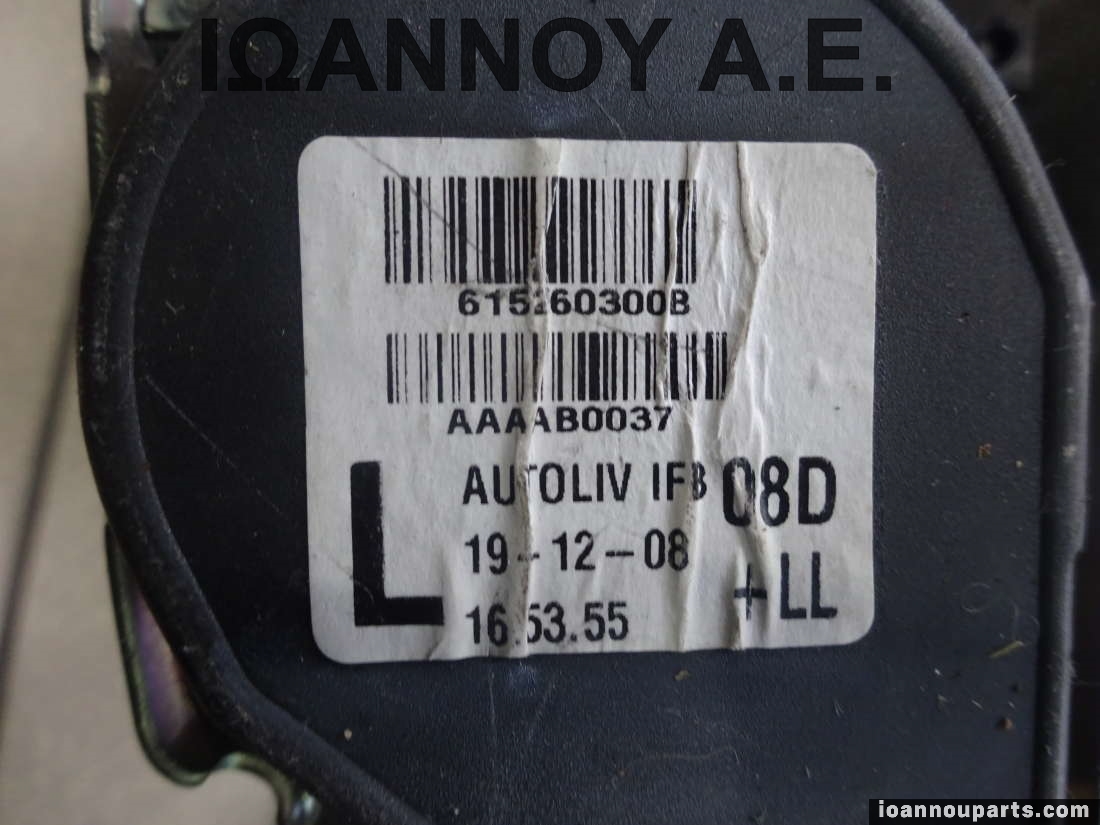 ΙΩΑΝΝΟΥ Α.Ε.
615260300B
AAAAB0037
L
AUTOLIV IFB 08D
19-12-08
+LL
16.53.55
ioannouparts.com